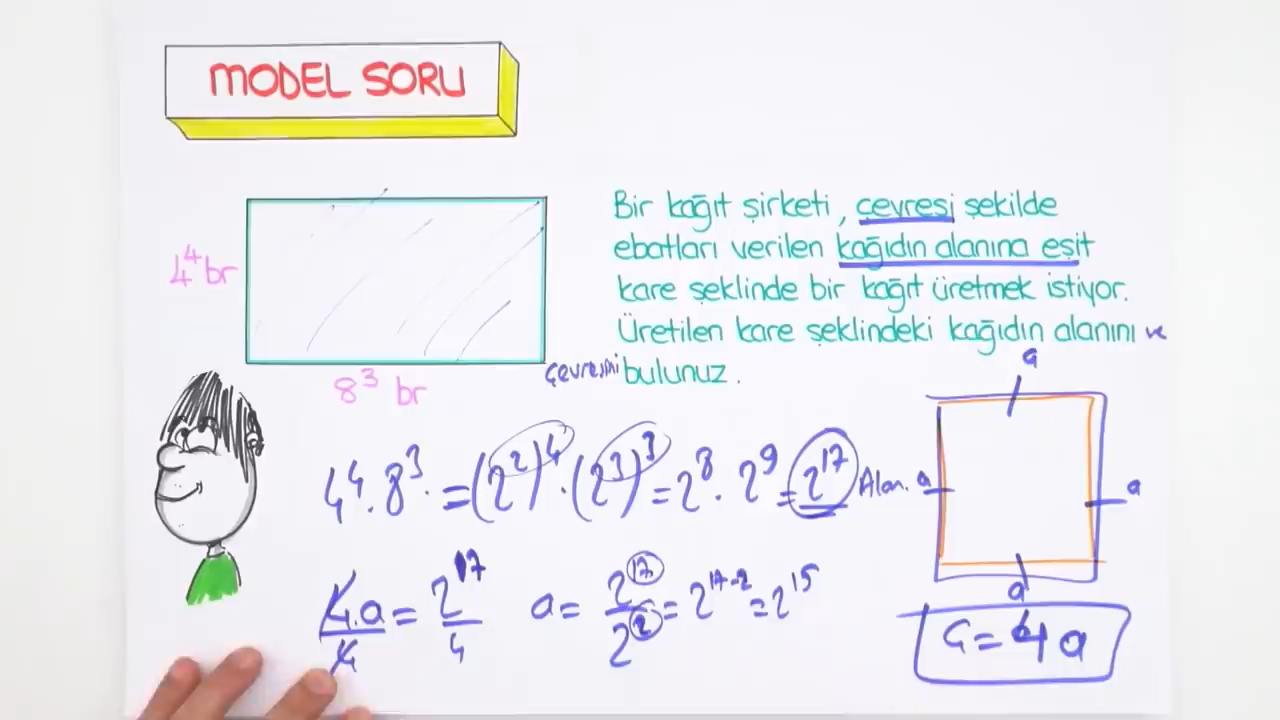 MODEL SORU
4⁴ br
8³ br
Bir kağıt şirketi, çevresi şekilde
ebatları verilen kağıdın alanına eşit
kare şeklinde bir kağıt üretmek istiyor.
Üretilen kare şeklindeki kağıdın alanını ve
çevresini bulunuz.
4⁴.8³. = (2²)⁴.(2³)³ = 2⁸.2⁹ = 2¹⁷ Alan.
4.a/4 = 2¹⁷/4 a = 2¹⁷/2² = 2¹⁷⁻² = 2¹⁵
a
a
a
a
Ç = 4a